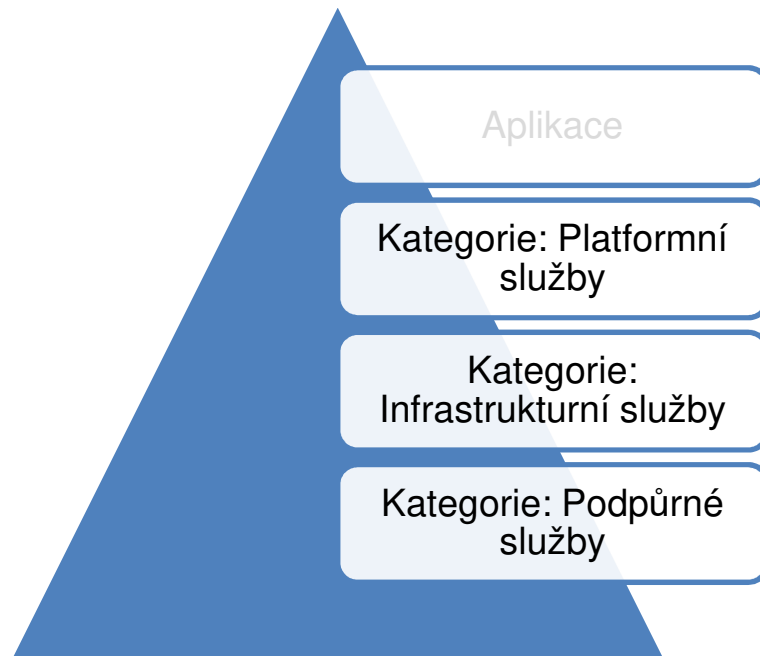 Aplikace
Kategorie: Platformní
služby
Kategorie:
Infrastrukturní služby
Kategorie: Podpůrné
služby